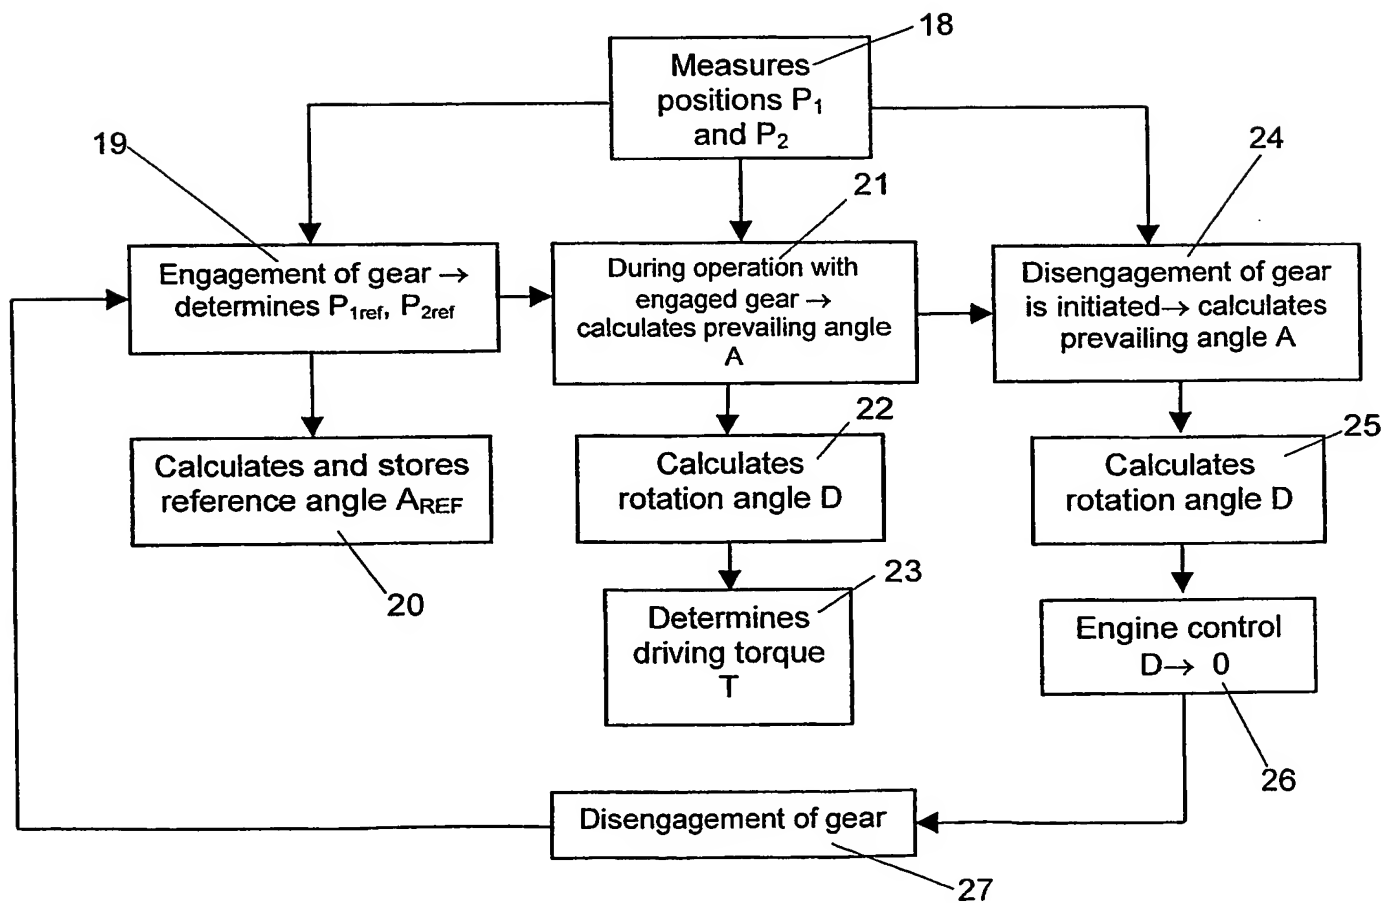 18
Measures
positions P₁
and P₂
19
Engagement of gear →
determines P₁ref, P₂ref
21
During operation with
engaged gear →
calculates prevailing angle
A
24
Disengagement of gear
is initiated→ calculates
prevailing angle A
Calculates and stores
reference angle AREF
20
22
Calculates
rotation angle D
25
Calculates
rotation angle D
23
Determines
driving torque
T
Engine control
D→ 0
26
Disengagement of gear
27